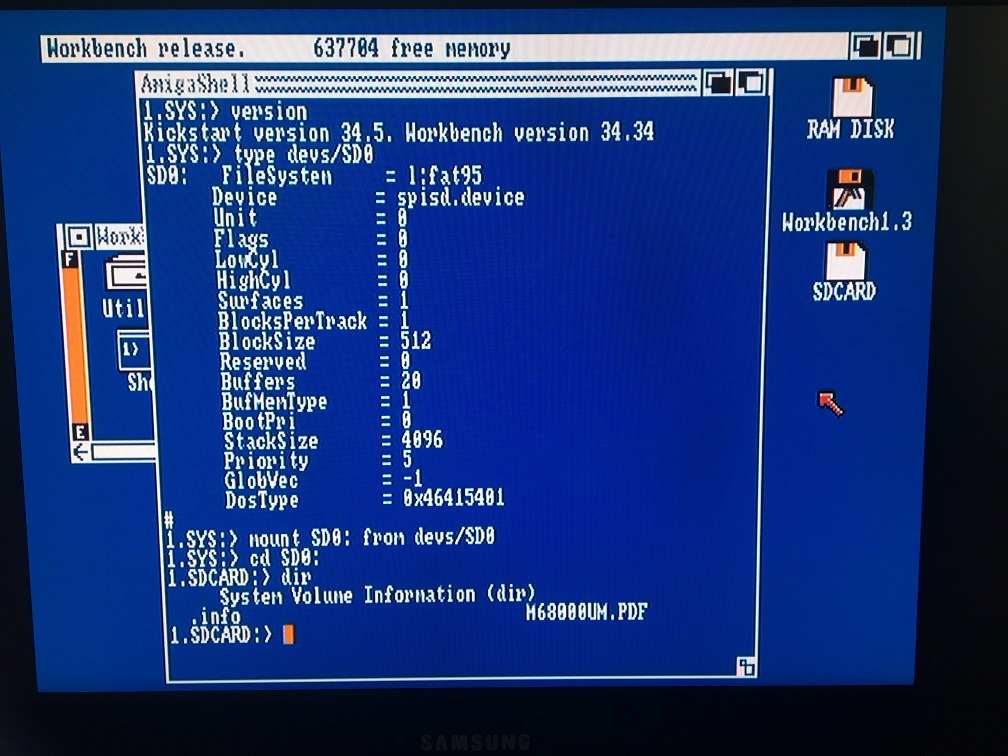 Workbench release. 637704 free memory
AmigaShell
1.SYS:> version
Kickstart version 34.5. Workbench version 34.34
1.SYS:> type devs/SD0
SD0: FileSystem = l:fat95
Device = spisd.device
Unit = 0
Flags = 0
LowCyl = 0
HighCyl = 0
Surfaces = 1
BlocksPerTrack = 1
BlockSize = 512
Reserved = 0
Buffers = 20
BufMemType = 1
BootPri = 0
StackSize = 4096
Priority = 5
GlobVec = -1
DosType = 0x46415401
#
1.SYS:> mount SD0: from devs/SD0
1.SYS:> cd SD0:
1.SDCARD:> dir
System Volume Information (dir)
.info M68000UM.PDF
1.SDCARD:>
Work
F
Util
1>
She
E
RAM DISK
Workbench1.3
SDCARD
SAMSUNG